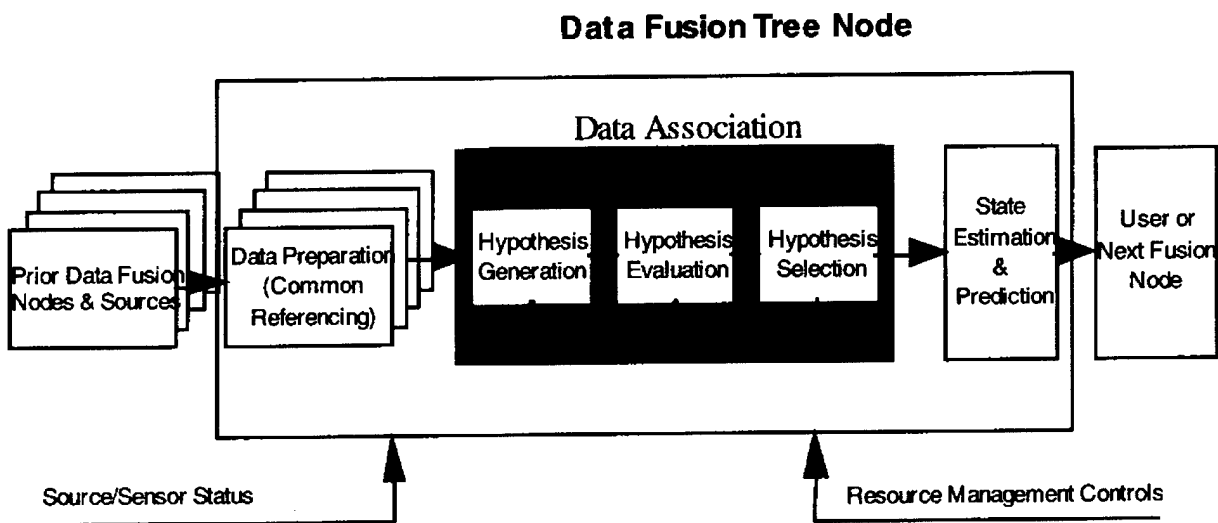 Data Fusion Tree Node
Data Association
Prior Data Fusion
Nodes & Sources
Data Preparation
(Common
Referencing)
Hypothesis
Generation
Hypothesis
Evaluation
Hypothesis
Selection
State
Estimation
&
Prediction
User or
Next Fusion
Node
Source/Sensor Status
Resource Management Controls